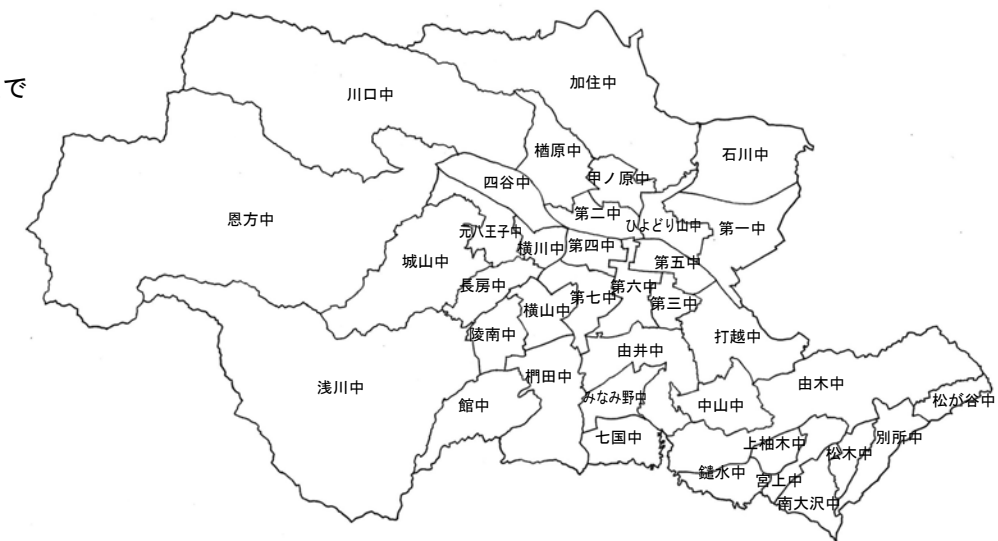 で
加住中
川口中
楢原中
石川中
甲ノ原中
四谷中
第二中
恩方中
ひよどり山中
第一中
元八王子中
横川中
第四中
城山中
第五中
長房中
第六中
第七中
第三中
横山中
陵南中
打越中
由井中
椚田中
浅川中
由木中
みなみ野中
松が谷中
館中
中山中
七国中
別所中
上柚木中
松木中
鑓水中
宮上中
南大沢中